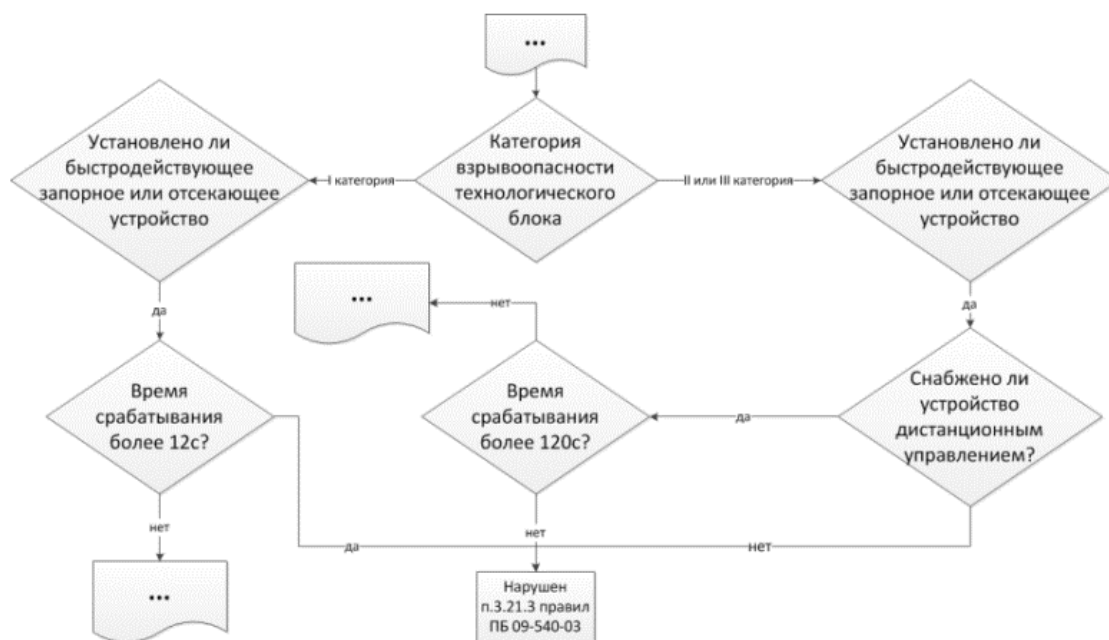 ...
Установлено ли
быстродействующее
запорное или отсекающее
устройство
I категория
Категория
взрывоопасности
технологического
блока
II или III категория
Установлено ли
быстродействующее
запорное или отсекающее
устройство
...
нет
да
да
Время
срабатывания
более 12с?
Время
срабатывания
более 120с?
да
Снабжено ли
устройство
дистанционным
управлением?
нет
нет
да
нет
...
Нарушен
п.3.21.3 правил
ПБ 09-540-03